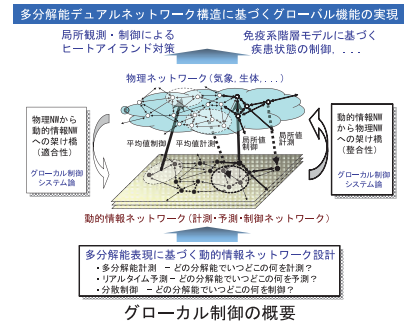 多分解能デュアルネットワーク構造に基づくグローバル機能の実現
局所観測・制御による
ヒートアイランド対策
免疫系階層モデルに基づく
疾患状態の制御, ...
物理ネットワーク(気象,生体,...)
物理NWから
動的情報NW
への架け橋
(適合性)
グローカル制御
システム論
平均値制御
平均値計測
局所値
制御
局所値
計測
動的情報NW
から物理NW
への架け橋
(整合性)
グローカル制御
システム論
動的情報ネットワーク(計測・予測・制御ネットワーク)
多分解能表現に基づく動的情報ネットワーク設計
・多分解能計測 −どの分解能でいつどこの何を計測?
・リアルタイム予測−どの分解能でいつどこの何を予測?
・分散制御 −どの分解能でいつどこの何を制御?
グローカル制御の概要